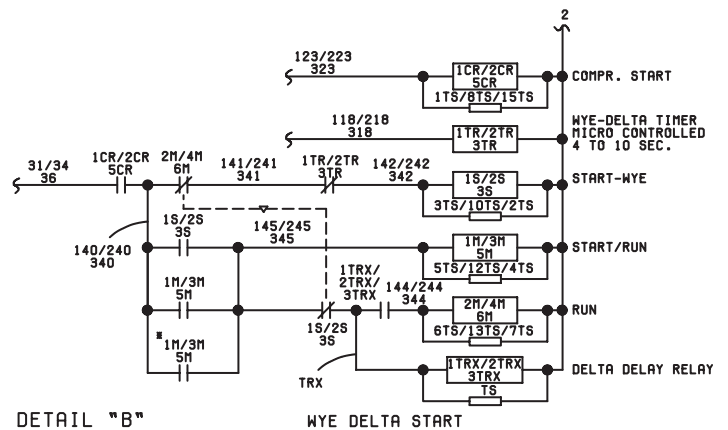 2
123/223
323
1CR/2CR
5CR
COMPR. START
1TS/8TS/15TS
118/218
318
1TR/2TR
3TR
WYE-DELTA TIMER
MICRO CONTROLLED
4 TO 10 SEC.
31/34
36
1CR/2CR
5CR
2M/4M
6M
141/241
341
1TR/2TR
3TR
142/242
342
1S/2S
3S
START-WYE
3TS/10TS/2TS
140/240
340
1S/2S
3S
145/245
345
1M/3M
5M
START/RUN
5TS/12TS/4TS
1M/3M
5M
1S/2S
3S
1TRX/
2TRX/
3TRX
144/244
344
2M/4M
6M
RUN
6TS/13TS/7TS
* 1M/3M
5M
TRX
1TRX/2TRX
3TRX
DELTA DELAY RELAY
TS
DETAIL "B"
WYE DELTA START